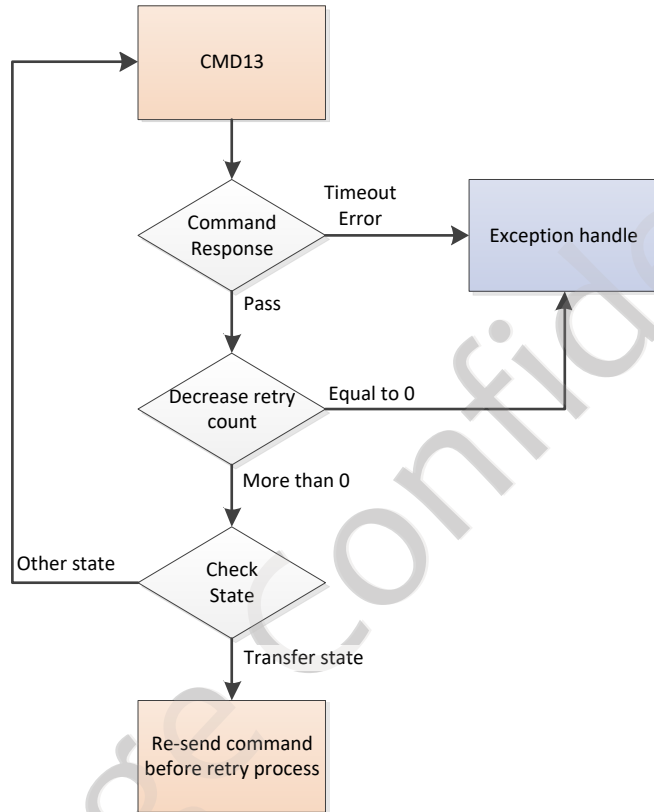 CMD13
Timeout
Error
Command
Response
Exception handle
Pass
Decrease retry
count
Equal to 0
More than 0
Other state
Check
State
Transfer state
Re-send command
before retry process